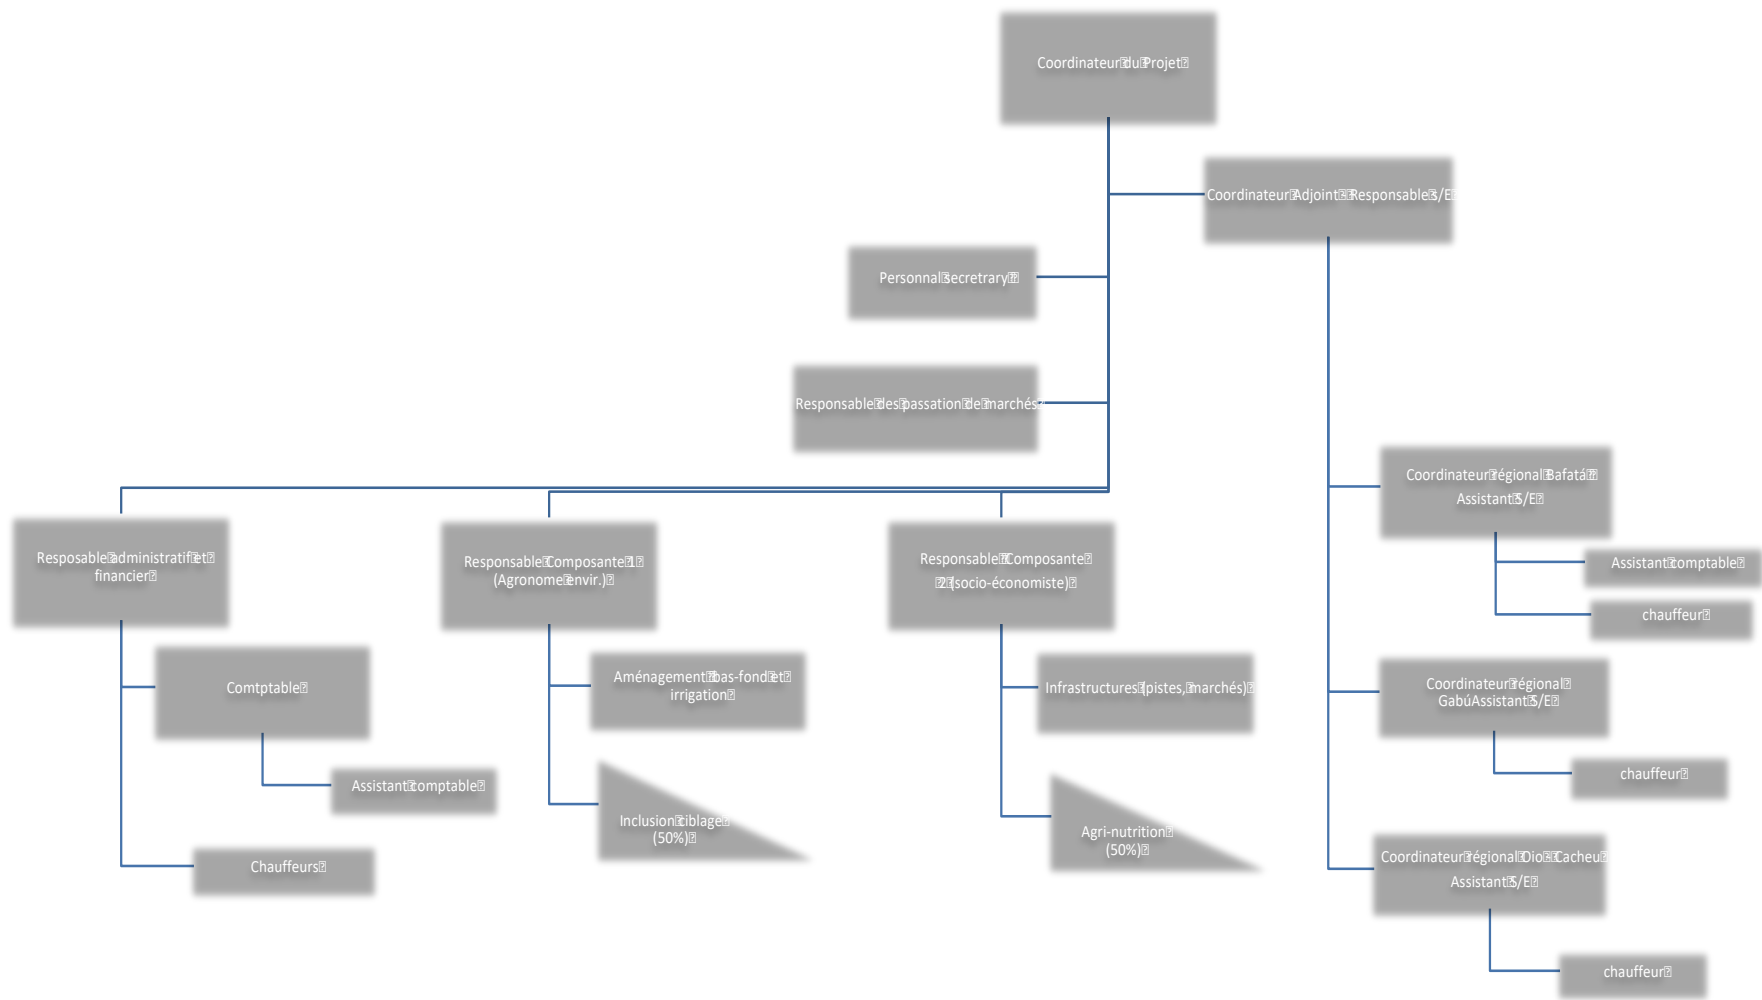 Coordinateur du Projet
Coordinateur Adjoint - Responsable s/E
Personnal secretrary
Responsable des passation de marchés
Coordinateur régional Bafatá
Assistant S/E
Assistant comptable
chauffeur
Resposable administratif et
financier
Responsable Composante 1
(Agronome envir.)
Responsable Composante
2 (socio-économiste)
Comtptable
Aménagement bas-fond et
irrigation
Infrastructures (pistes, marchés)
Coordinateur régional
GabúAssistant S/E
chauffeur
Assistant comptable
Inclusion ciblage
(50%)
Agri-nutrition
(50%)
Chauffeurs
Coordinateur régional Oio - Cacheu
Assistant S/E
chauffeur